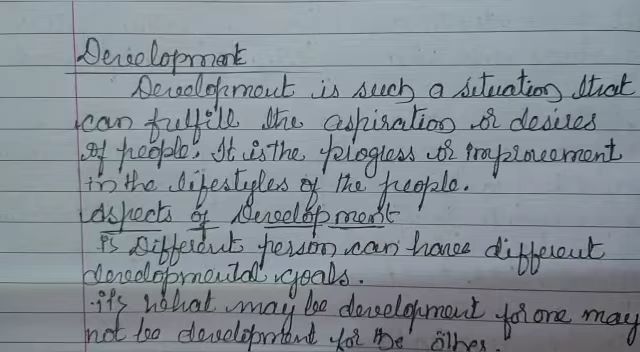 Development
Development is such a situation that
can fulfill the aspiration or desires
of people. It is the progress or improvement
in the lifestyles of the people.
Aspects of Development
i> Different person can have different
developmental goals.
ii> What may be development for one may
not be development for the other.